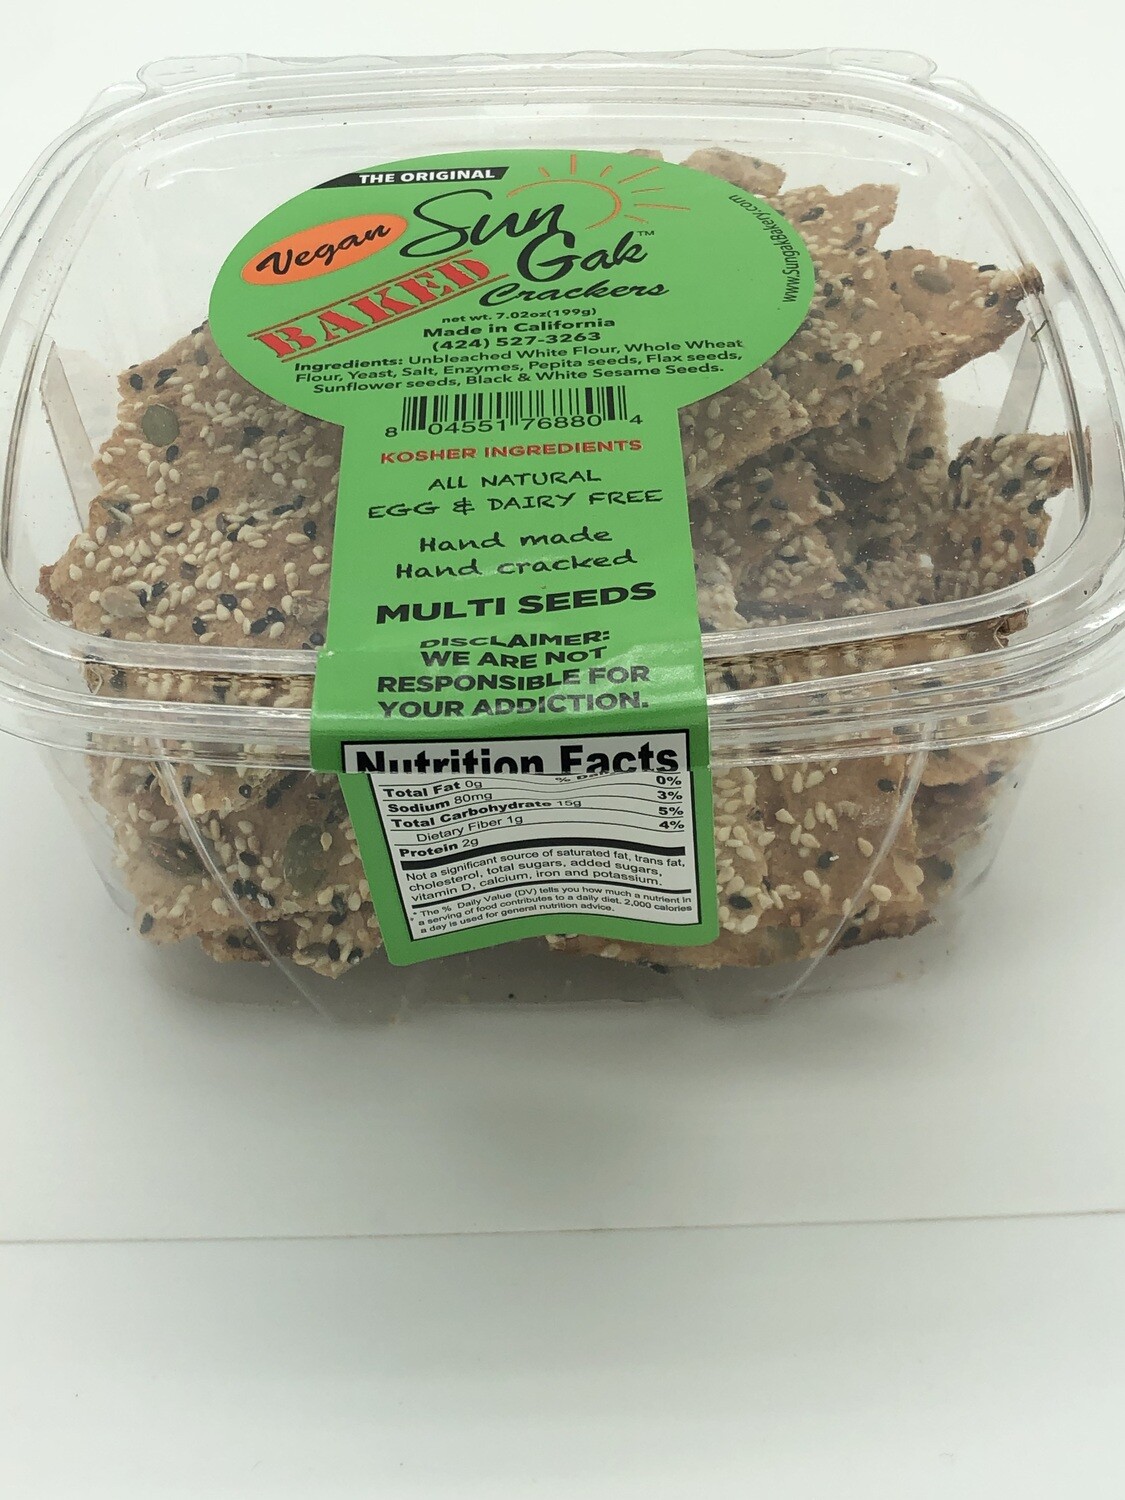 THE ORIGINAL
Vegan
Sun
Gak™
BAKED
Crackers
www.SungakBakery.com
net wt. 7.02oz(199g)
Made in California
(424) 527-3263
Ingredients: Unbleached White Flour, Whole Wheat
Flour, Yeast, Salt, Enzymes, Pepita seeds, Flax seeds,
Sunflower seeds, Black & White Sesame Seeds.
8 04551 76880 4
KOSHER INGREDIENTS
ALL NATURAL
EGG & DAIRY FREE
Hand made
Hand cracked
MULTI SEEDS
DISCLAIMER:
WE ARE NOT
RESPONSIBLE FOR
YOUR ADDICTION.
Nutrition Facts
%
Total Fat 0g 0%
Sodium 80mg 3%
Total Carbohydrate 15g 5%
Dietary Fiber 1g 4%
Protein 2g
Not a significant source of saturated fat, trans fat,
cholesterol, total sugars, added sugars,
vitamin D, calcium, iron and potassium.
* The % Daily Value (DV) tells you how much a nutrient in
a serving of food contributes to a daily diet. 2,000 calories
a day is used for general nutrition advice.